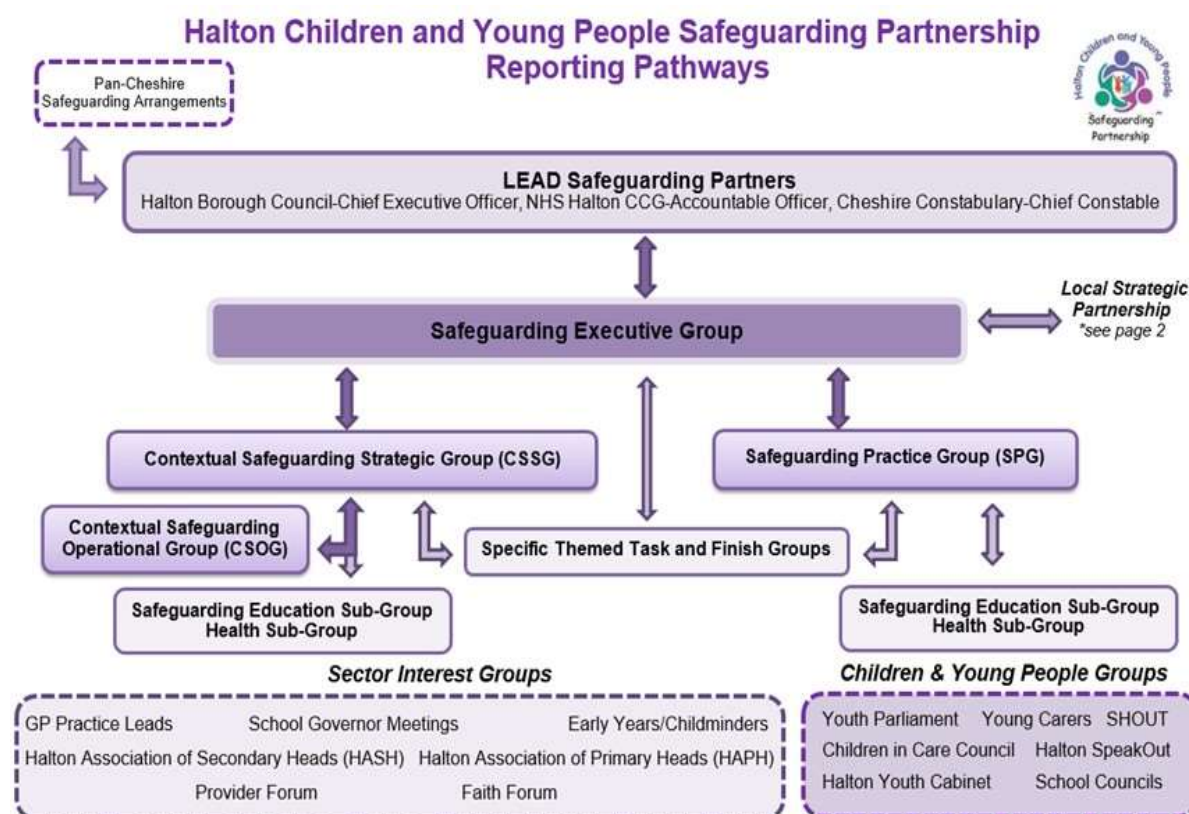 Halton Children and Young People Safeguarding Partnership
Reporting Pathways
Halton Children and Young People
Safeguarding
Partnership
Pan-Cheshire
Safeguarding Arrangements
LEAD Safeguarding Partners
Halton Borough Council-Chief Executive Officer, NHS Halton CCG-Accountable Officer, Cheshire Constabulary-Chief Constable
Local Strategic
Partnership
*see page 2
Safeguarding Executive Group
Contextual Safeguarding Strategic Group (CSSG)
Safeguarding Practice Group (SPG)
Contextual Safeguarding
Operational Group (CSOG)
Specific Themed Task and Finish Groups
Safeguarding Education Sub-Group
Health Sub-Group
Safeguarding Education Sub-Group
Health Sub-Group
Sector Interest Groups
GP Practice Leads School Governor Meetings Early Years/Childminders
Halton Association of Secondary Heads (HASH) Halton Association of Primary Heads (HAPH)
Provider Forum Faith Forum
Children & Young People Groups
Youth Parliament Young Carers SHOUT
Children in Care Council Halton SpeakOut
Halton Youth Cabinet School Councils